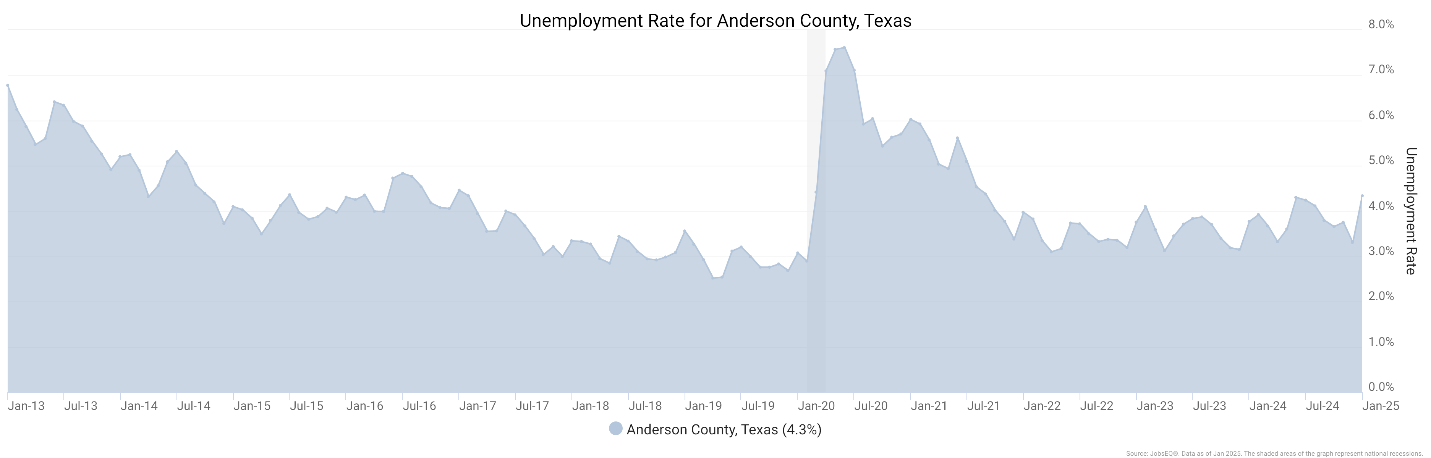 Unemployment Rate for Anderson County, Texas
8.0%
7.0%
6.0%
5.0%
4.0%
3.0%
2.0%
1.0%
0.0%
Unemployment Rate
Jan-13 Jul-13 Jan-14 Jul-14 Jan-15 Jul-15 Jan-16 Jul-16 Jan-17 Jul-17 Jan-18 Jul-18 Jan-19 Jul-19 Jan-20 Jul-20 Jan-21 Jul-21 Jan-22 Jul-22 Jan-23 Jul-23 Jan-24 Jul-24 Jan-25
Anderson County, Texas (4.3%)
Source: JobsEQ®. Data as of Jan 2025. The shaded areas of the graph represent national recessions.